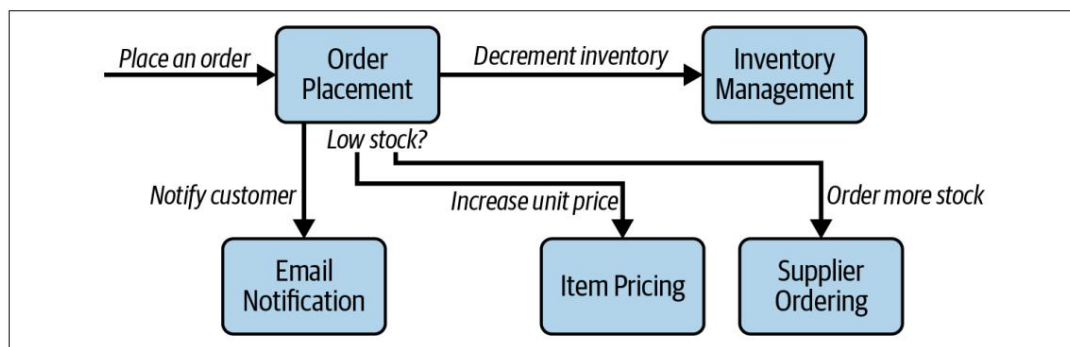 Place an order
Order
Placement
Decrement inventory
Inventory
Management
Low stock?
Notify customer
Increase unit price
Order more stock
Email
Notification
Item Pricing
Supplier
Ordering